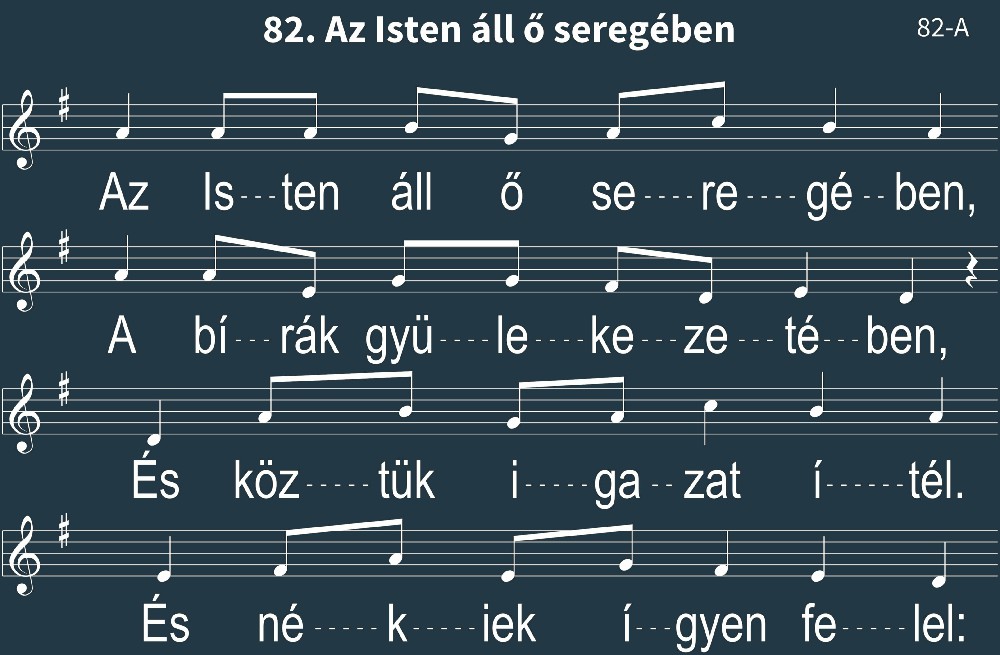 82. Az Isten áll ő seregében
82-A
Az Is---ten áll ő se----re----gé--ben,
A bí---rák gyü----le----ke---ze---té---ben,
És köz-----tük i-----ga--zat í------tél.
És né-----k-----iek í---gyen fe-----lel: